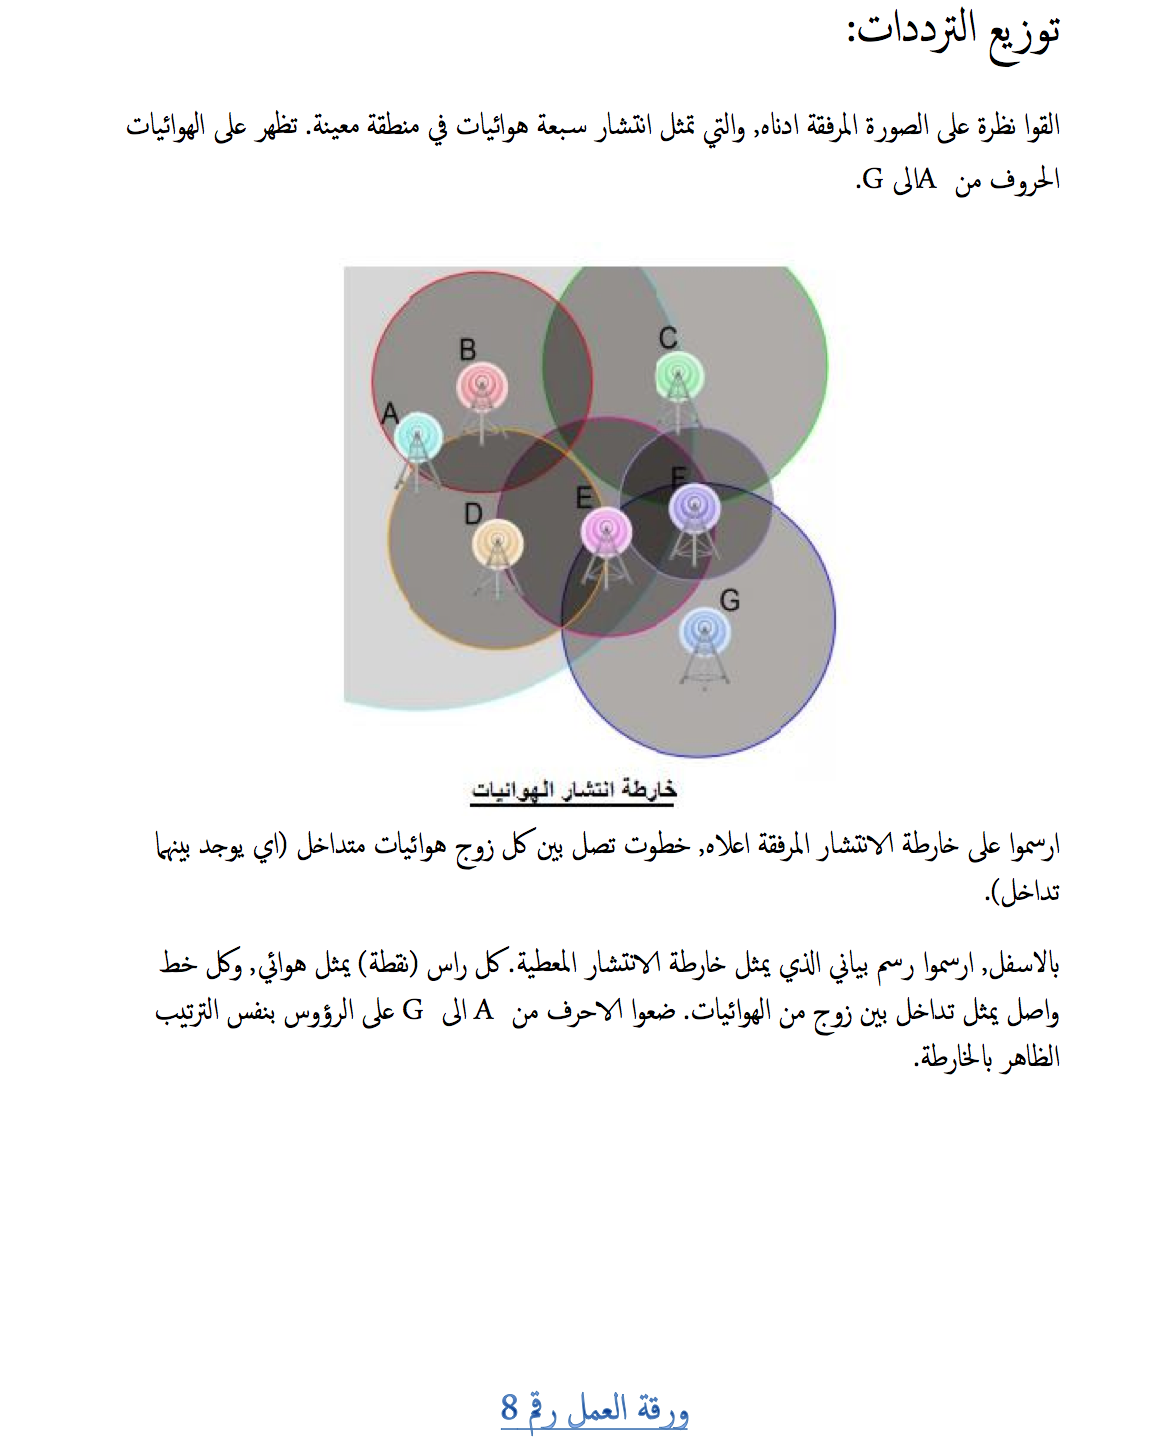 توزيع الترددات:
القوا نظرة على الصورة المرفقة ادناه, والتي تمثل انتشار سبعة هوائيات في منطقة معينة. تظهر على الهوائيات
الحروف من A الى G.
B
C
A
F
E
D
G
خارطة انتشار الهوائيات
ارسموا على خارطة الانتشار المرفقة اعلاه, خطوت تصل بين كل زوج هوائيات متداخل (اي يوجد بينهما
تداخل).
بالاسفل, ارسموا رسم بياني الذي يمثل خارطة الانتشار المعطية. كل راس (نقطة) يمثل هوائي, وكل خط
واصل يمثل تداخل بين زوج من الهوائيات. ضعوا الاحرف من A الى G على الرؤوس بنفس الترتيب
الظاهر بالخارطة.
ورقة العمل رقم 8